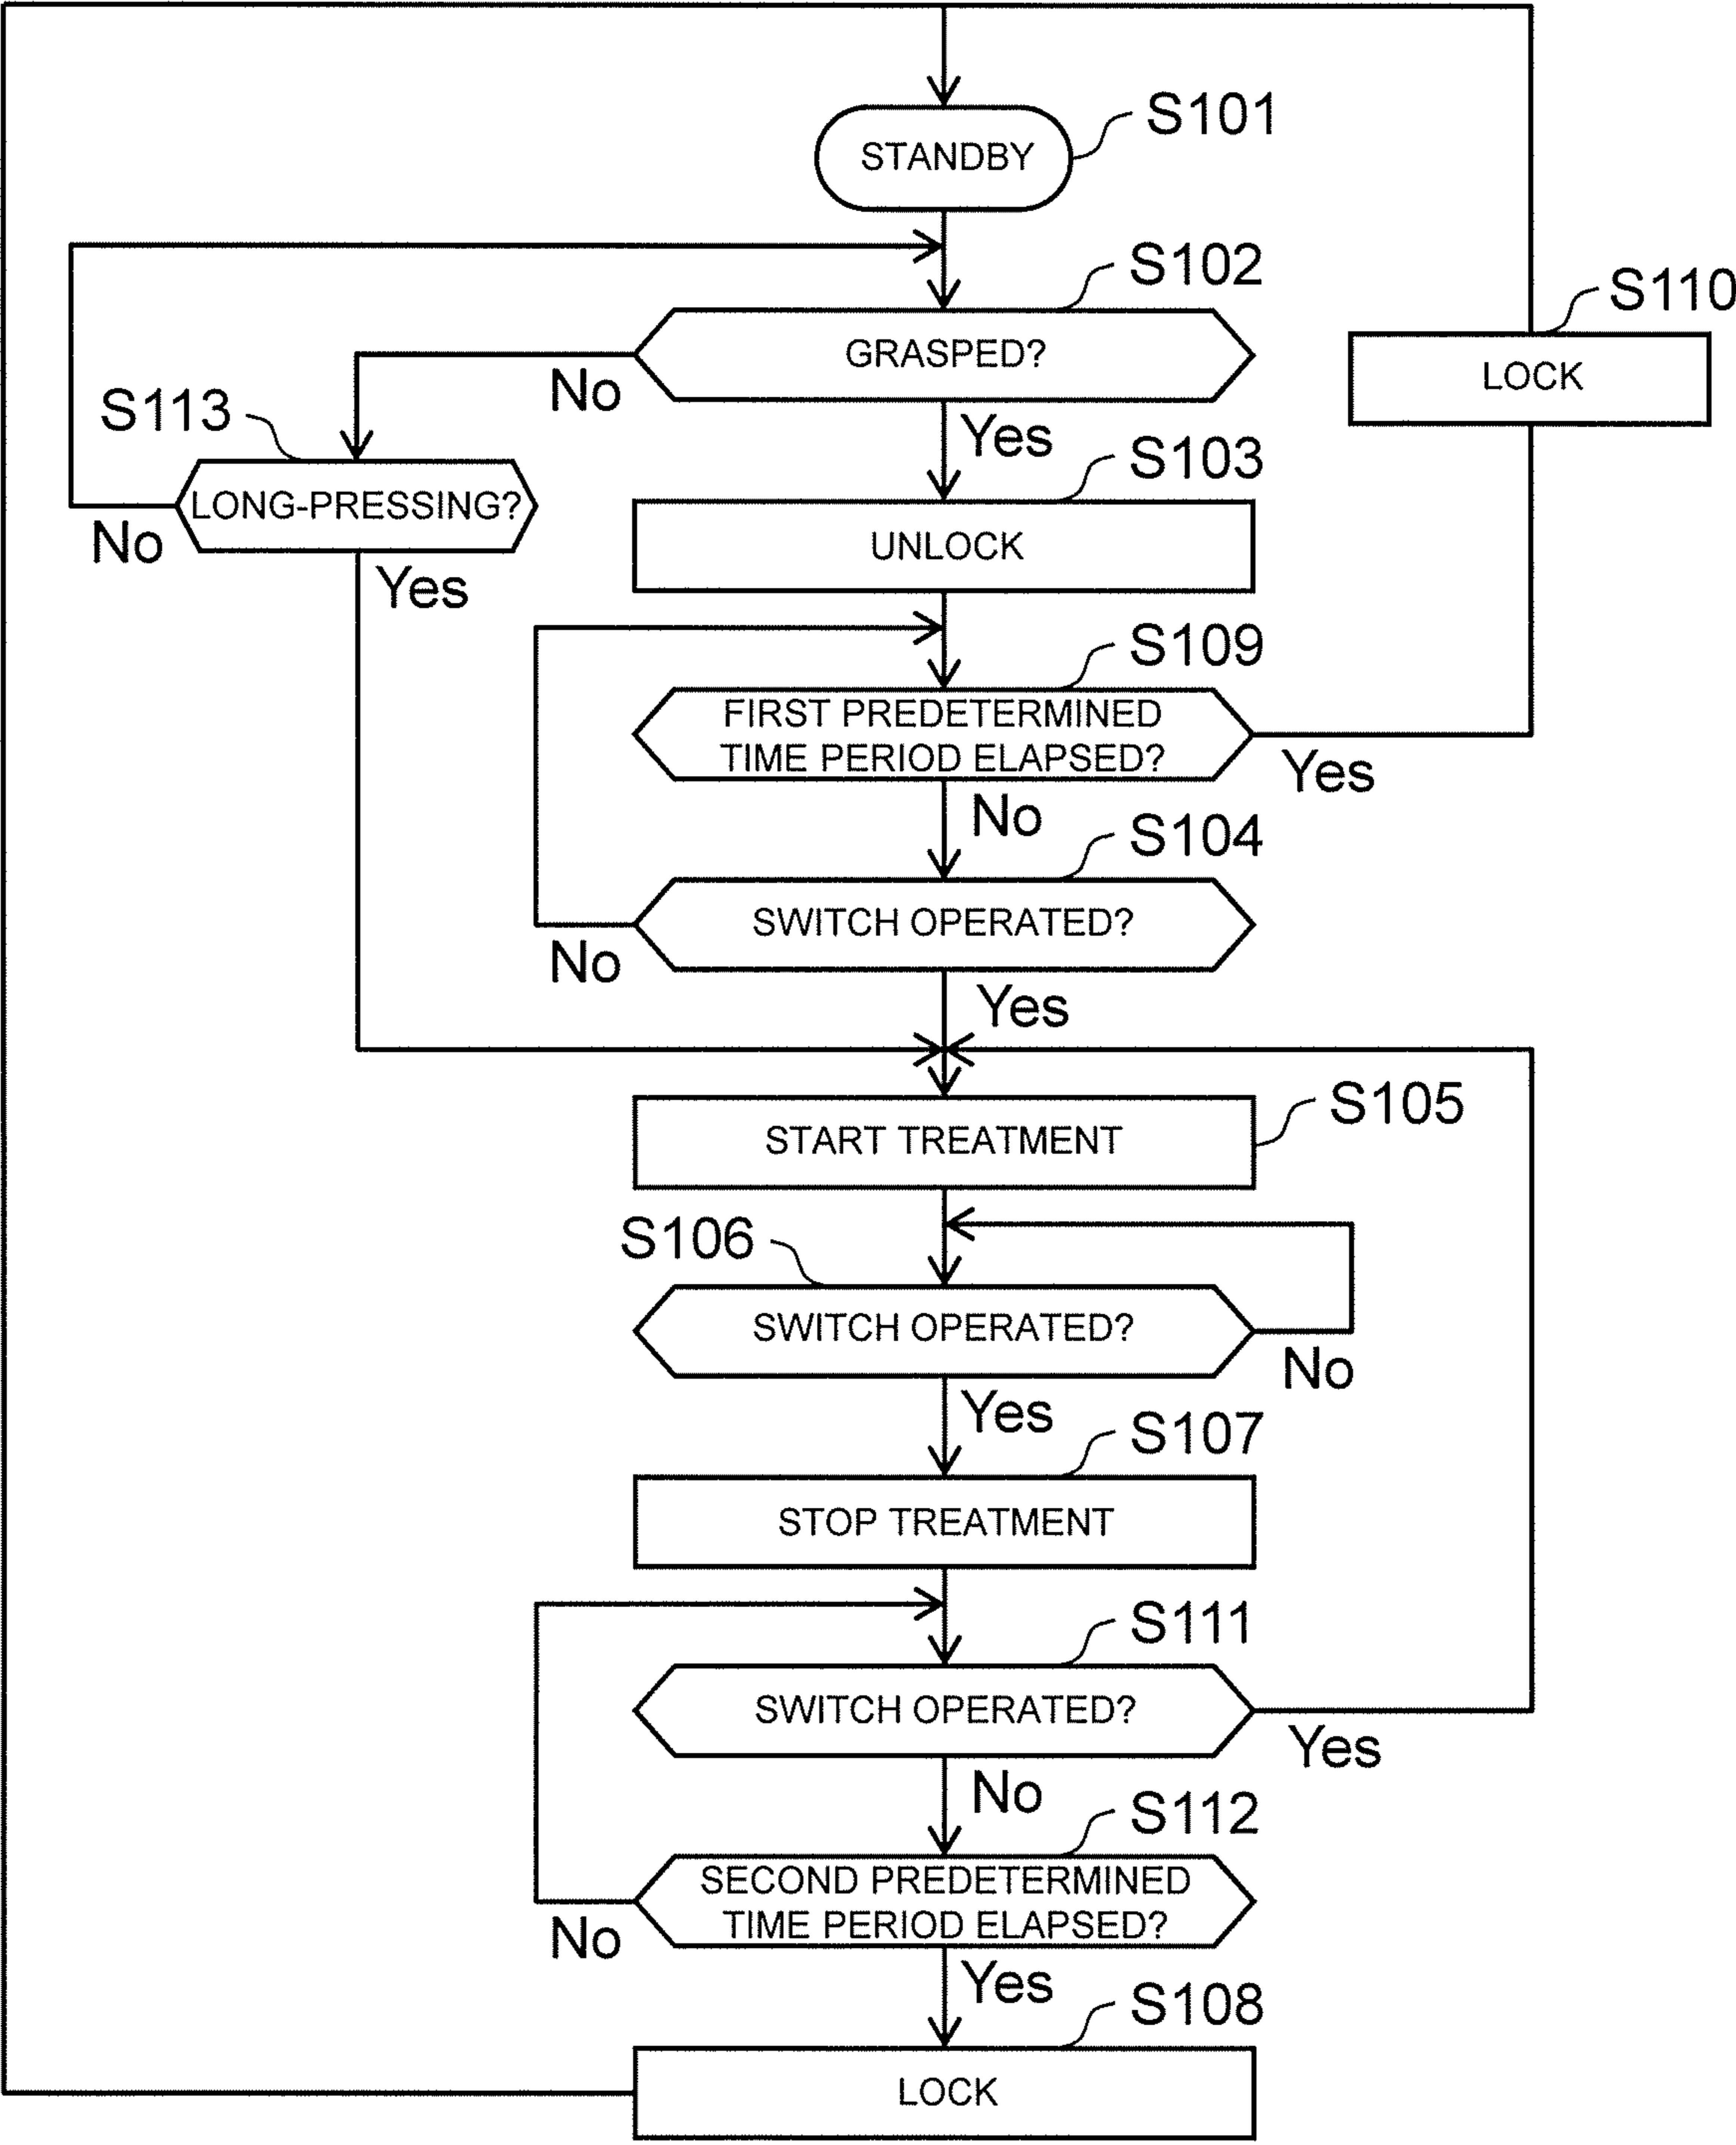 S101
STANDBY
S102
GRASPED?
No
Yes
S110
LOCK
S113
LONG-PRESSING?
No
Yes
S103
UNLOCK
S109
FIRST PREDETERMINED
TIME PERIOD ELAPSED?
Yes
No
S104
SWITCH OPERATED?
No
Yes
S105
START TREATMENT
S106
SWITCH OPERATED?
No
Yes
S107
STOP TREATMENT
S111
SWITCH OPERATED?
Yes
No
S112
SECOND PREDETERMINED
TIME PERIOD ELAPSED?
No
Yes
S108
LOCK